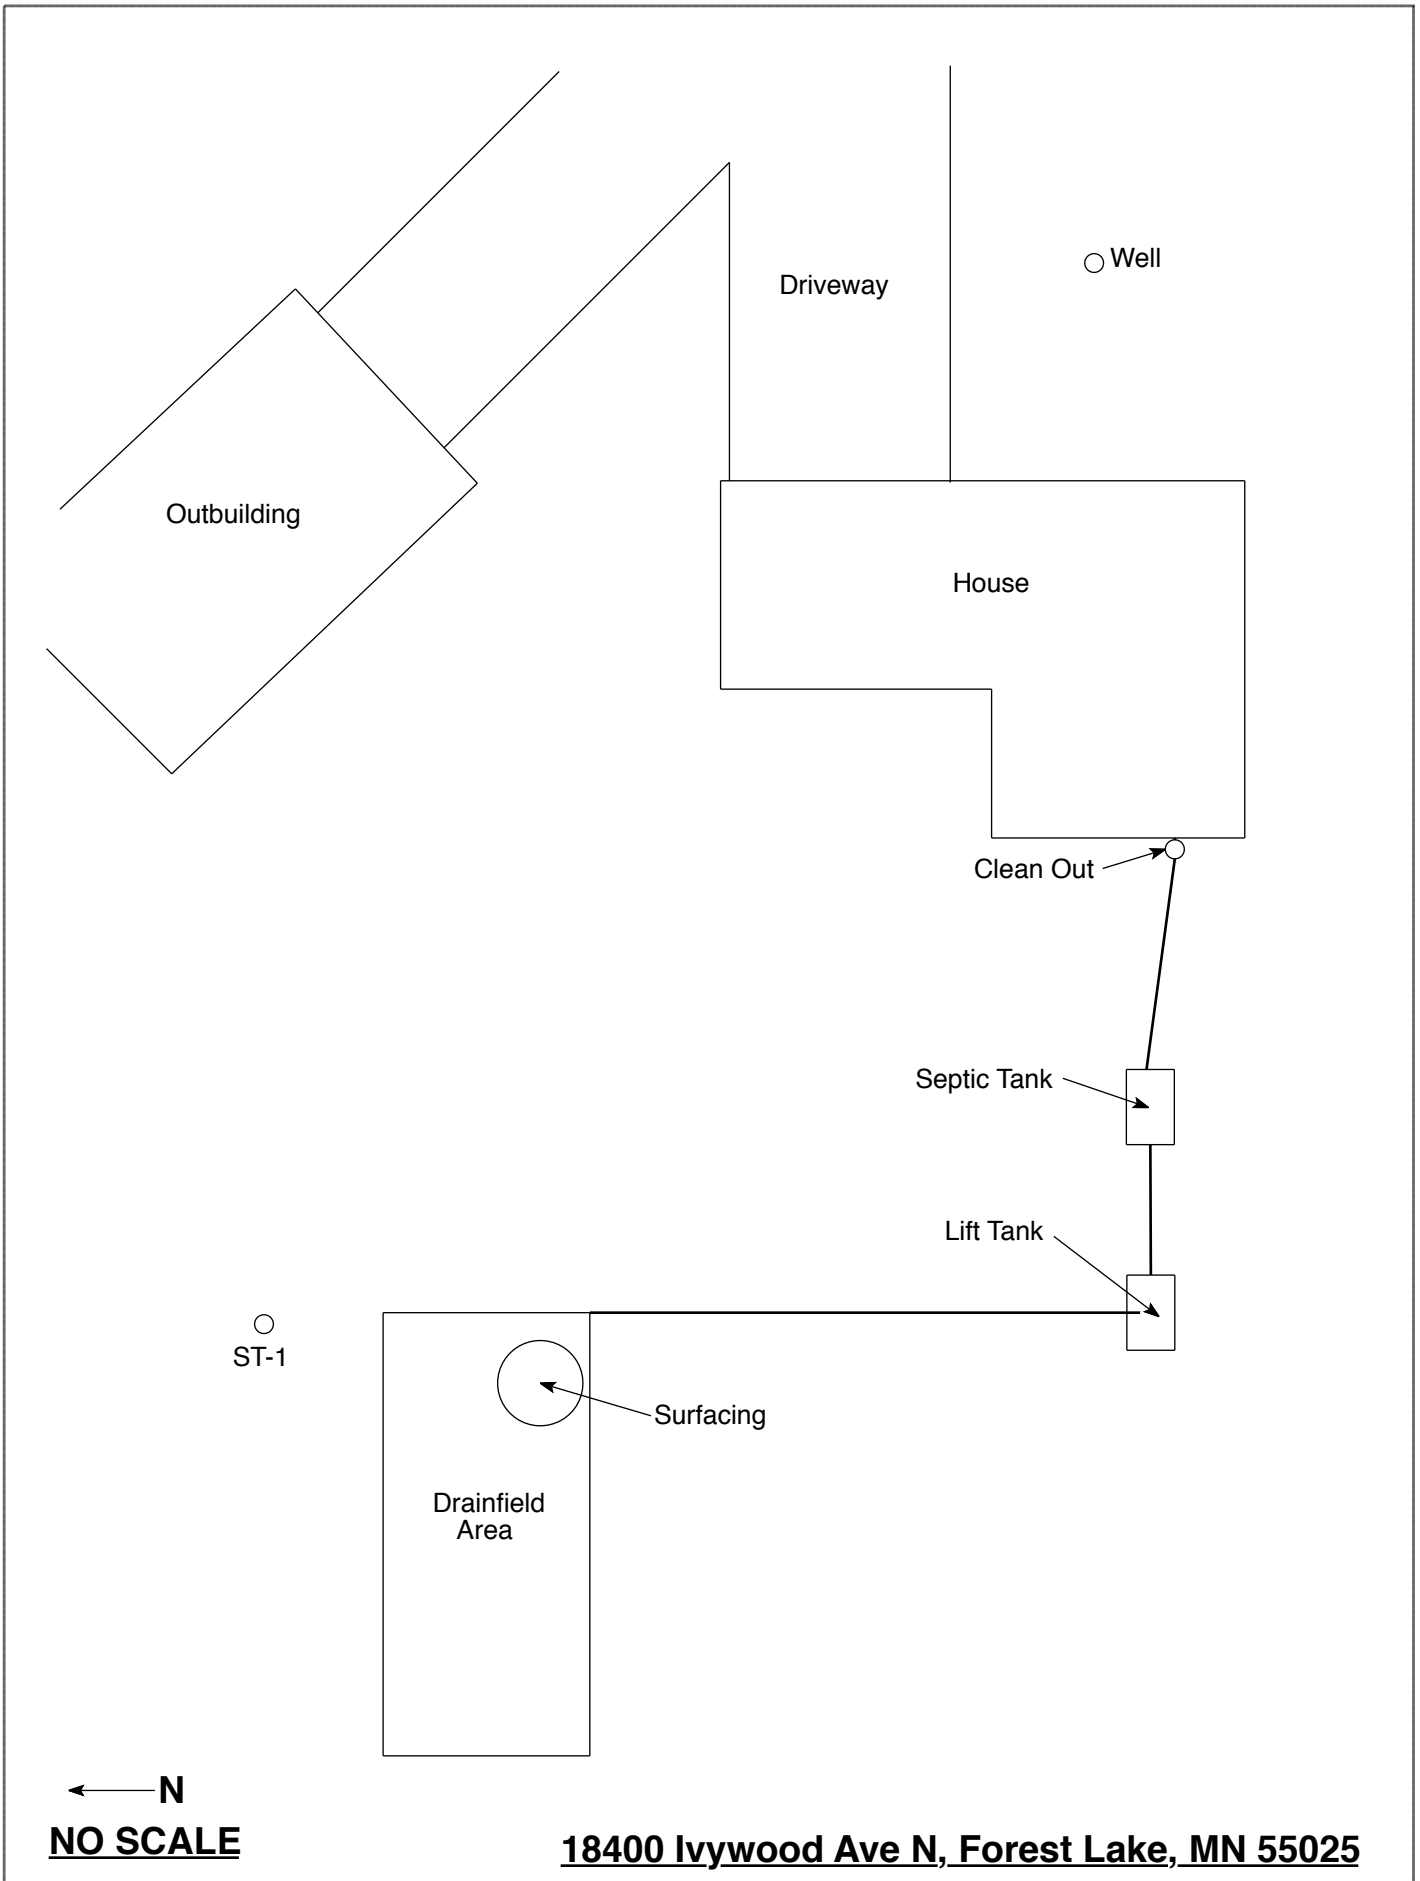 Well
Driveway
Outbuilding
House
Clean Out
Septic Tank
Lift Tank
ST-1
Surfacing
Drainfield
Area
N
NO SCALE
18400 Ivywood Ave N, Forest Lake, MN 55025